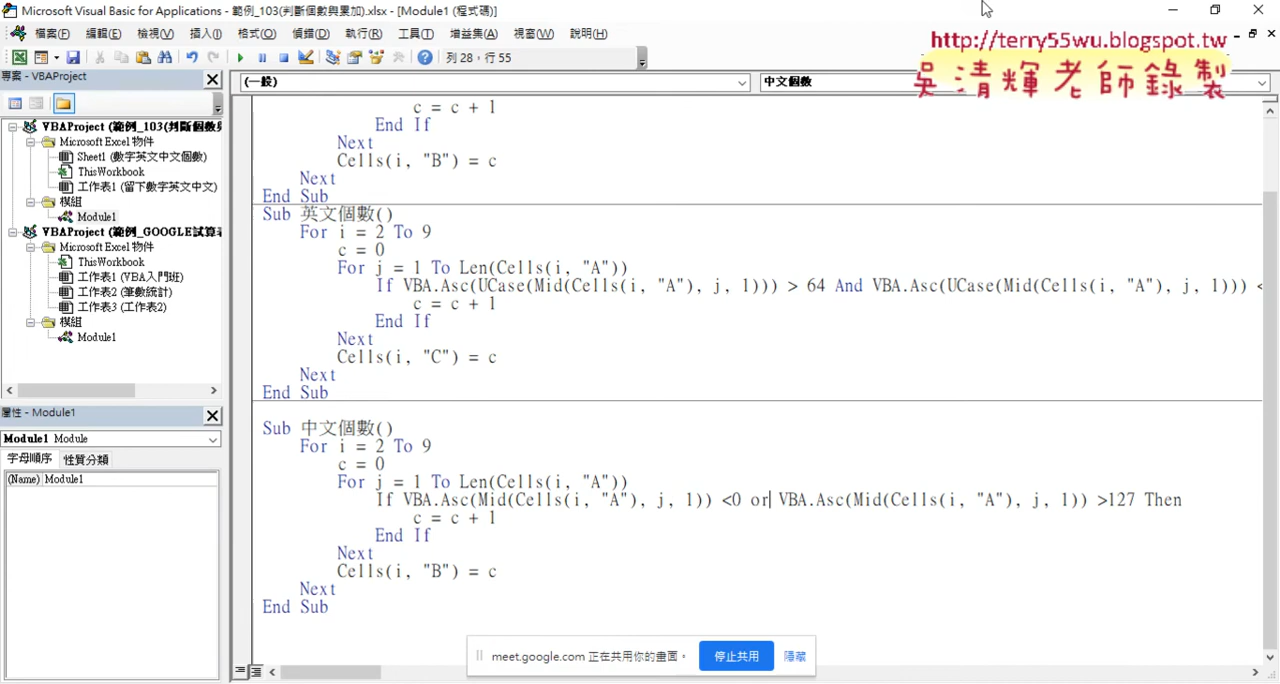 Microsoft Visual Basic for Applications - 範例_103(判斷個數與累加).xlsx - [Module1 (程式碼)]
檔案(F) 編輯(E) 檢視(V) 插入(I) 格式(O) 偵錯(D) 執行(R) 工具(T) 增益集(A) 視窗(W) 說明(H)
http://terry55wu.blogspot.tw
吳清輝老師錄製
列 28，行 55
專案 - VBAProject
(一般)
中文個數
VBAProject (範例_103(判斷個數與
Microsoft Excel 物件
Sheet1 (數字英文中文個數)
ThisWorkbook
工作表1 (留下數字英文中文)
模組
Module1
VBAProject (範例_GOOGLE試算表
Microsoft Excel 物件
ThisWorkbook
工作表1 (VBA入門班)
工作表2 (筆數統計)
工作表3 (工作表2)
模組
Module1
屬性 - Module1
Module1 Module
字母順序 性質分類
(Name) Module1
c = c + 1
End If
Next
Cells(i, "B") = c
Next
End Sub
Sub 英文個數()
For i = 2 To 9
c = 0
For j = 1 To Len(Cells(i, "A"))
If VBA.Asc(UCase(Mid(Cells(i, "A"), j, 1))) > 64 And VBA.Asc(UCase(Mid(Cells(i, "A"), j, 1))) <
c = c + 1
End If
Next
Cells(i, "C") = c
Next
End Sub
Sub 中文個數()
For i = 2 To 9
c = 0
For j = 1 To Len(Cells(i, "A"))
If VBA.Asc(Mid(Cells(i, "A"), j, 1)) <0 or VBA.Asc(Mid(Cells(i, "A"), j, 1)) >127 Then
c = c + 1
End If
Next
Cells(i, "B") = c
Next
End Sub
meet.google.com 正在共用你的畫面。 停止共用 隱藏